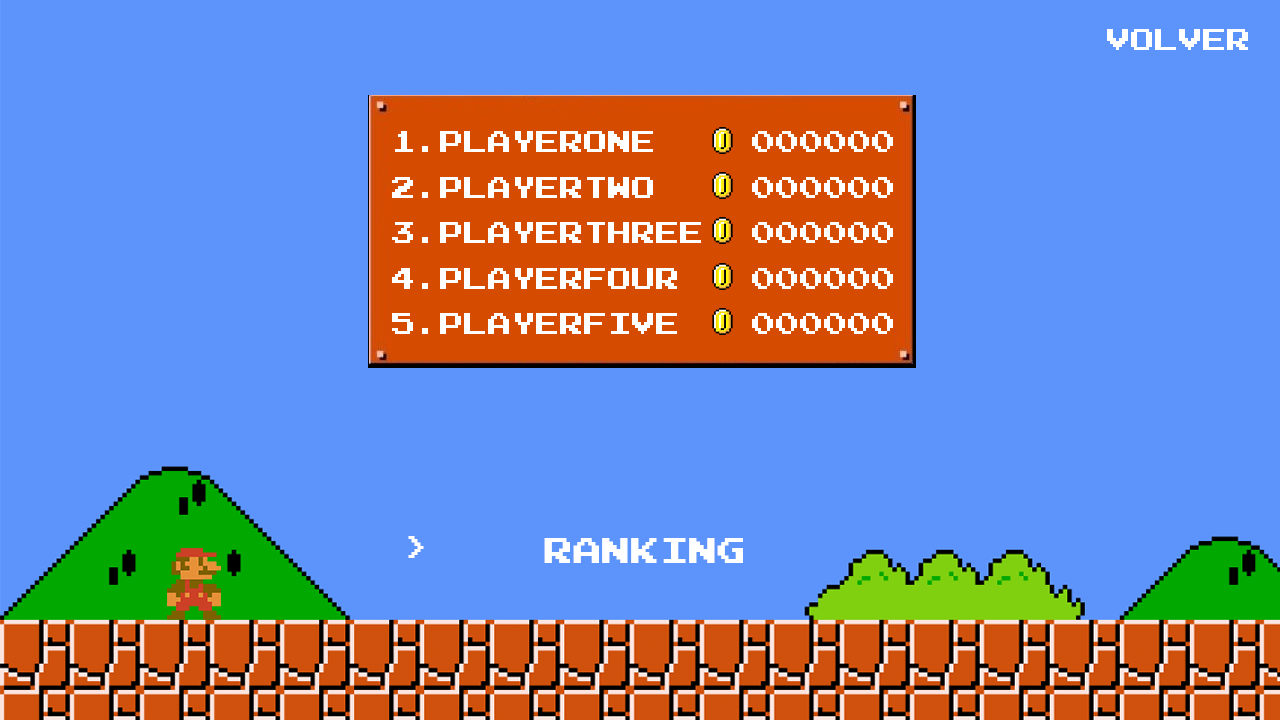 VOLVER
1.PLAYERONE 000000
2.PLAYERTWO 000000
3.PLAYERTHREE 000000
4.PLAYERFOUR 000000
5.PLAYERFIVE 000000
> RANKING